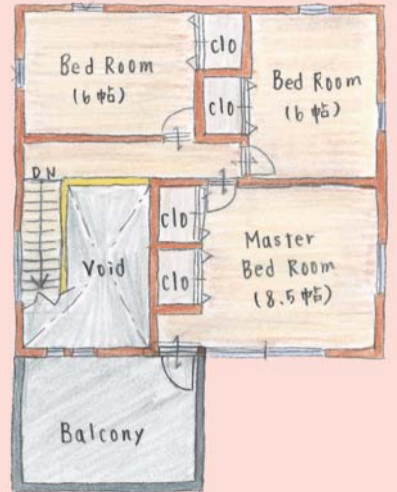 Bed Room
(6帖)
clo
clo
Bed Room
(6帖)
DN
Void
clo
clo
Master
Bed Room
(8.5帖)
Balcony